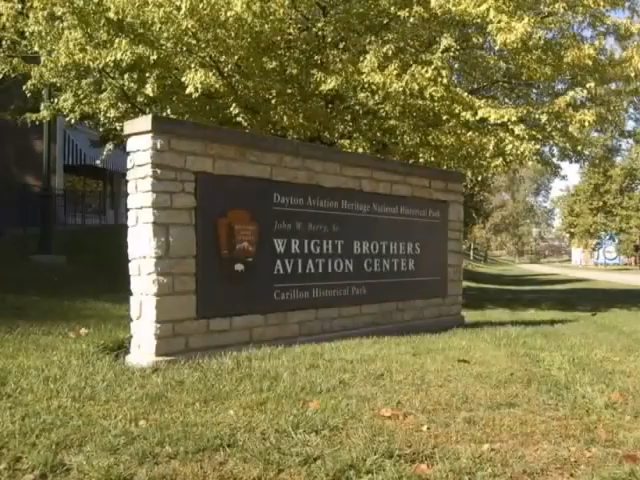 Dayton Aviation Heritage National Historical Park
John W. Berry, Sr.
WRIGHT BROTHERS
AVIATION CENTER
Carillon Historical Park